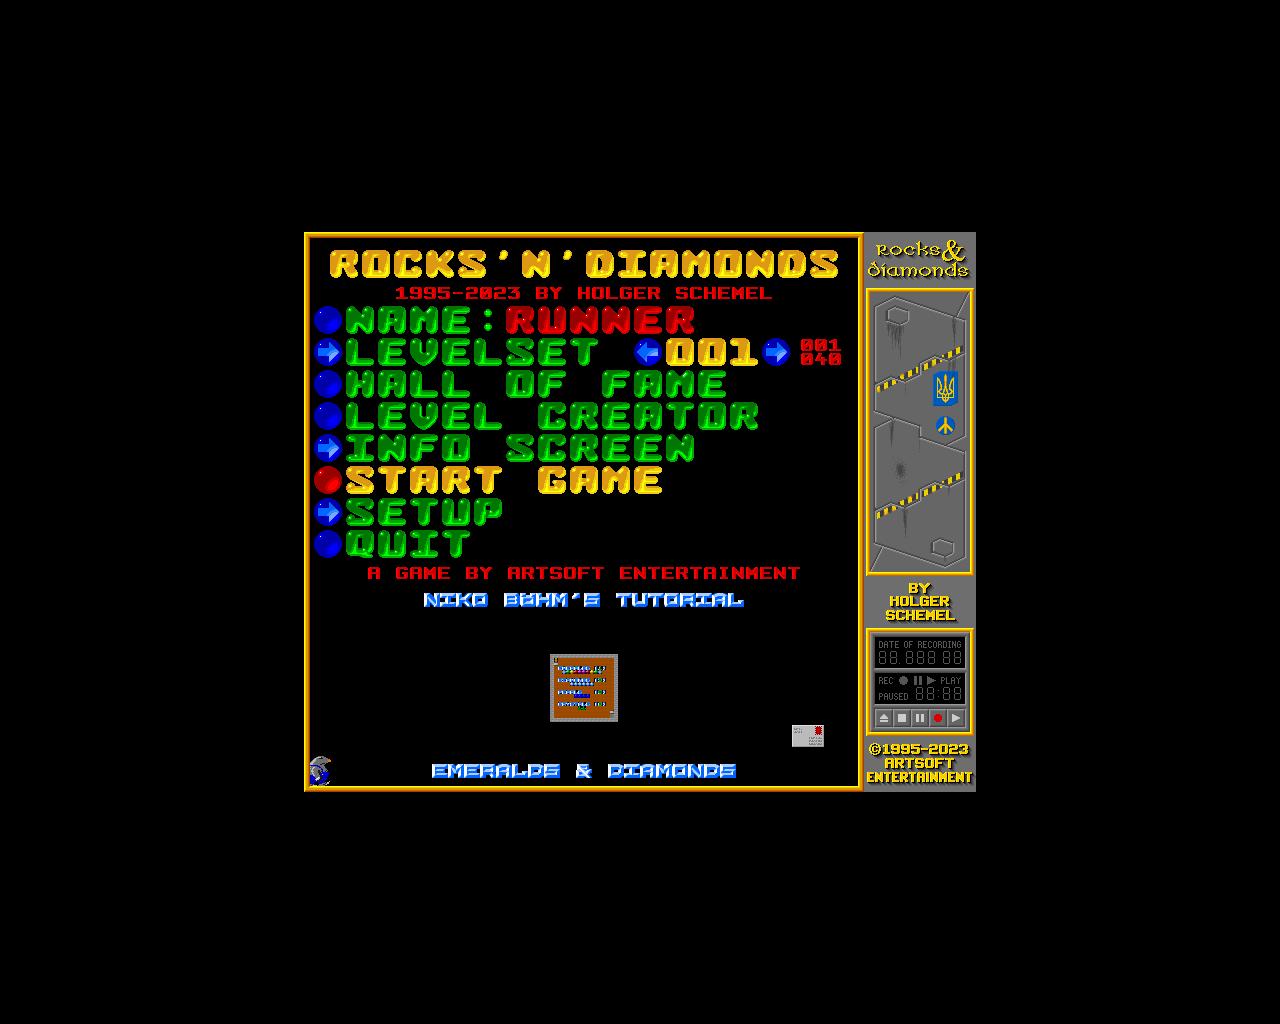 ROCKS'N'DIAMONDS
1995-2023 BY HOLGER SCHEMEL
NAME:RUNNER
LEVELSET 001 001
040
HALL OF FAME
LEVEL CREATOR
INFO SCREEN
START GAME
SETUP
QUIT
A GAME BY ARTSOFT ENTERTAINMENT
NIKO BÖHM'S TUTORIAL
EMERALDS & DIAMONDS
Rocks&
diamonds
BY
HOLGER
SCHEMEL
DATE OF RECORDING
REC PLAY
PAUSED
©1995-2023
ARTSOFT
ENTERTAINMENT